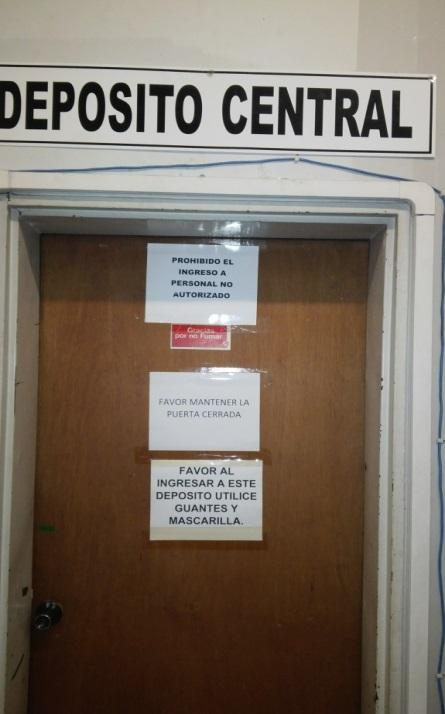 DEPOSITO CENTRAL
PROHIBIDO EL
INGRESO A
PERSONAL NO
AUTORIZADO
Gracias
por no Fumar
FAVOR MANTENER LA
PUERTA CERRADA
FAVOR AL
INGRESAR A ESTE
DEPOSITO UTILICE
GUANTES Y
MASCARILLA.